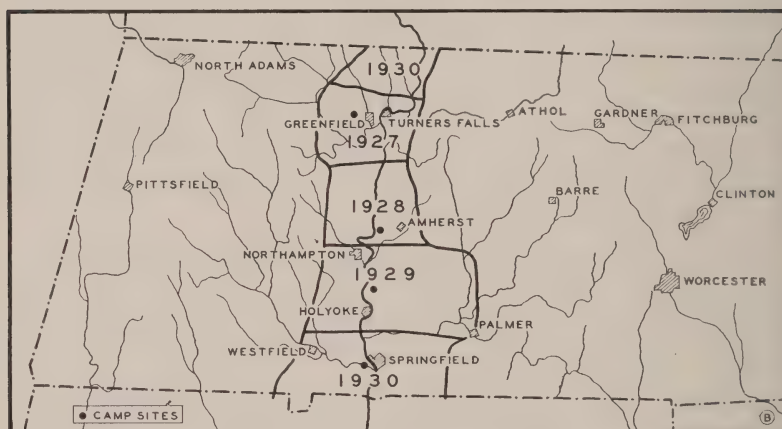 1930
NORTH ADAMS
ATHOL
GARDNER
FITCHBURG
GREENFIELD
TURNERS FALLS
1927
PITTSFIELD
BARRE
CLINTON
1928
AMHERST
NORTHAMPTON
1929
WORCESTER
HOLYOKE
PALMER
WESTFIELD
SPRINGFIELD
1930
CAMP SITES
B